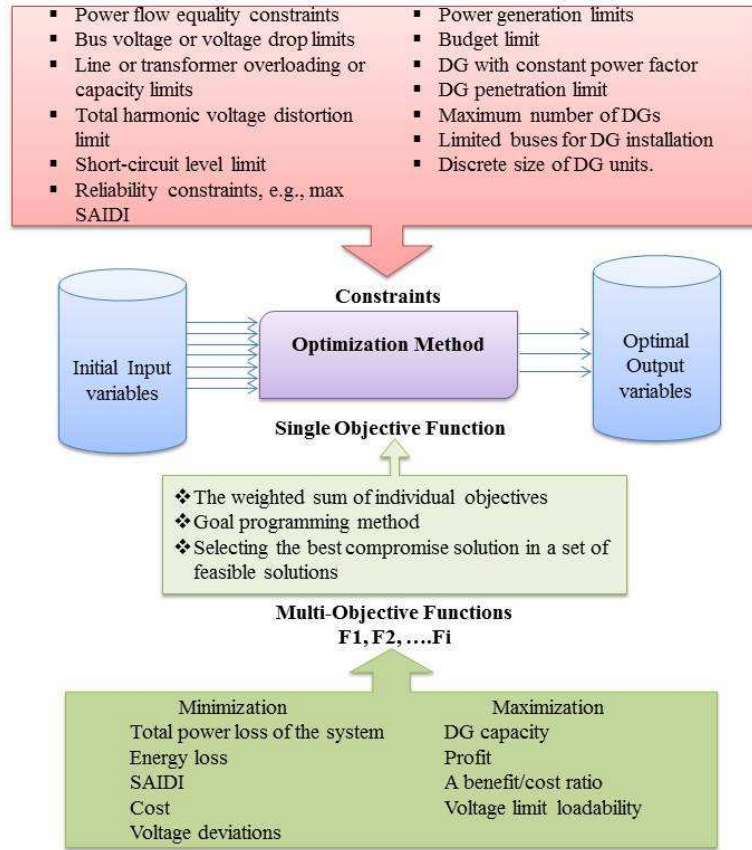 ▪ Power flow equality constraints
▪ Bus voltage or voltage drop limits
▪ Line or transformer overloading or
capacity limits
▪ Total harmonic voltage distortion
limit
▪ Short-circuit level limit
▪ Reliability constraints, e.g., max
SAIDI
▪ Power generation limits
▪ Budget limit
▪ DG with constant power factor
▪ DG penetration limit
▪ Maximum number of DGs
▪ Limited buses for DG installation
▪ Discrete size of DG units.
Constraints
Initial Input
variables
Optimization Method
Optimal
Output
variables
Single Objective Function
❖The weighted sum of individual objectives
❖Goal programming method
❖Selecting the best compromise solution in a set of
feasible solutions
Multi-Objective Functions
F1, F2, ….Fi
Minimization
Total power loss of the system
Energy loss
SAIDI
Cost
Voltage deviations
Maximization
DG capacity
Profit
A benefit/cost ratio
Voltage limit loadability